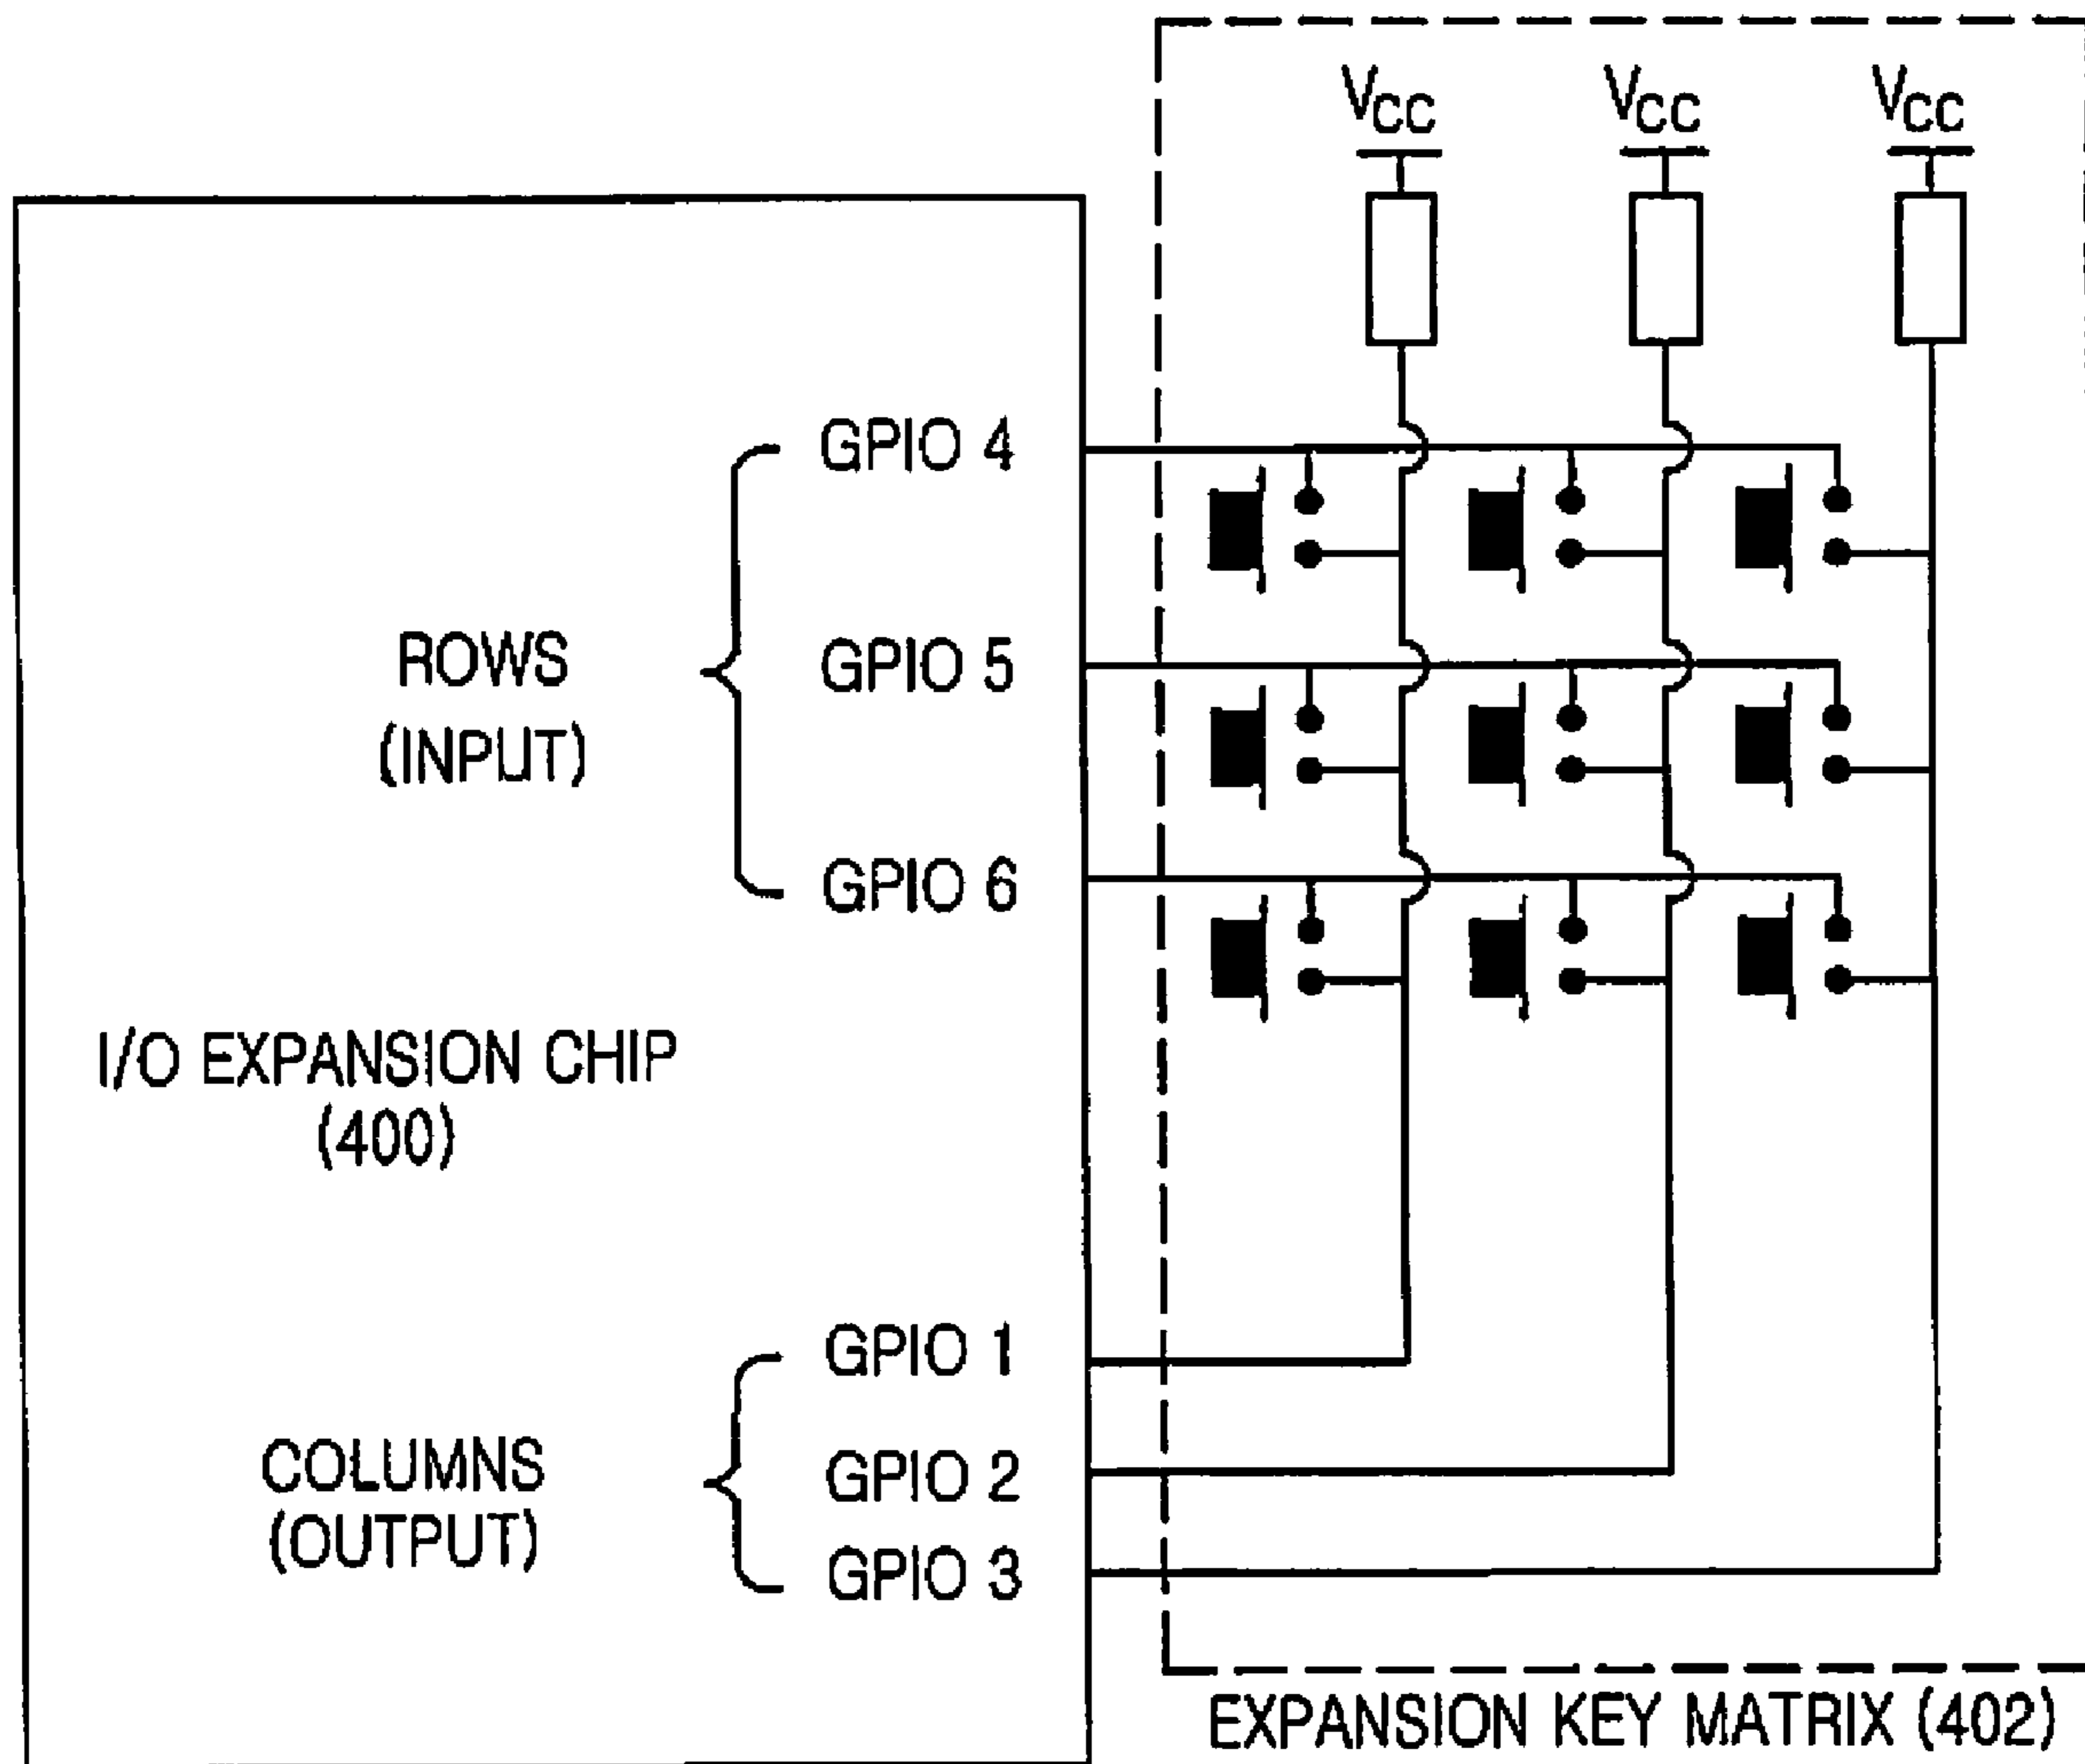 VCC VCC VCC
GPIO 4
ROWS
(INPUT)
GPIO 5
GPIO 6
I/O EXPANSION CHIP
(400)
GPIO 1
COLUMNS
(OUTPUT)
GPIO 2
GPIO 3
EXPANSION KEY MATRIX (402)